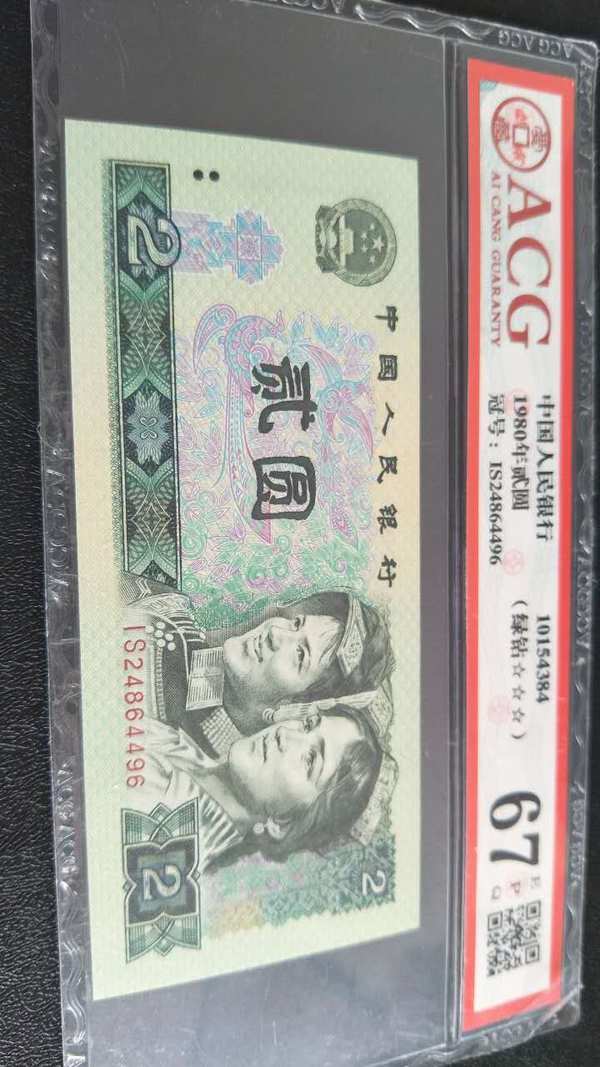 ACG
AI CANG GUARANTY
中国人民银行
1980年贰圆
冠号：IS24864496
10154384
（绿钻☆☆☆）
67
E
P
Q
中国人民银行
贰圆
2
IS24864496
2
2
ACG ACG